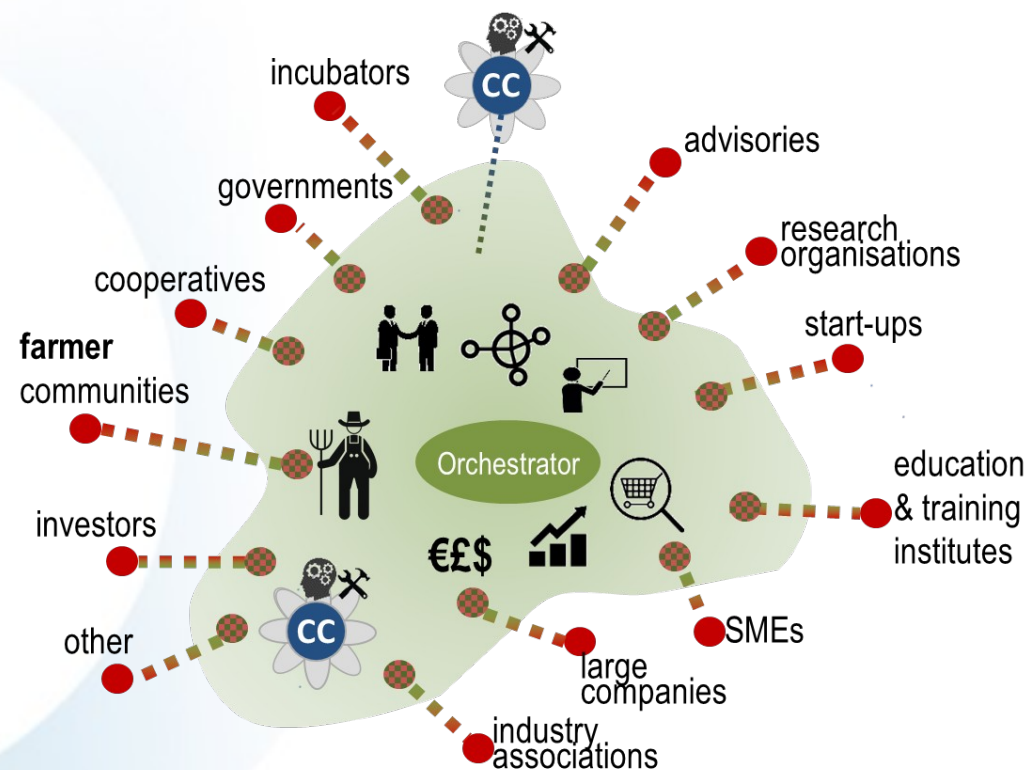 CC
incubators
advisories
governments
research
organisations
cooperatives
start-ups
farmer
communities
Orchestrator
education
& training
institutes
investors
€£$
CC
SMEs
other
large
companies
industry
associations